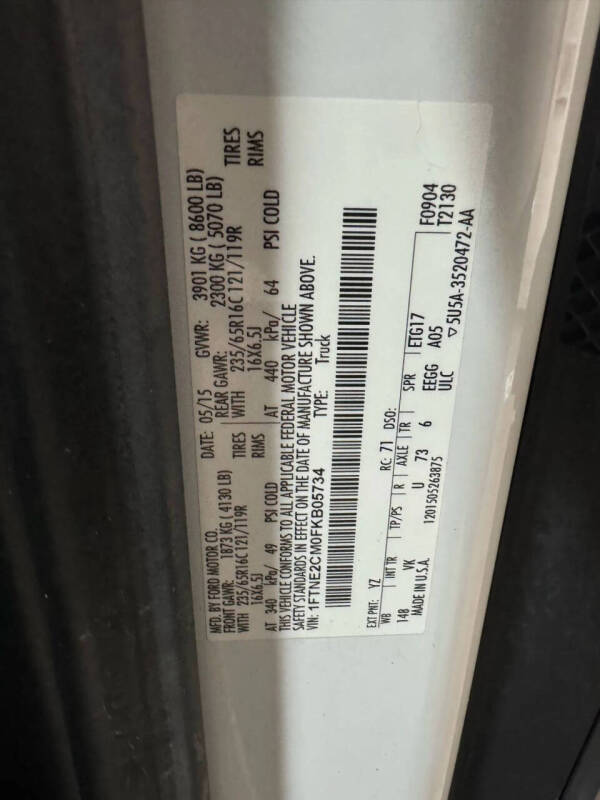 MFD. BY FORD MOTOR CO.
DATE: 05/15 GVWR: 3901 KG ( 8600 LB)
FRONT GAWR: 1873 KG ( 4130 LB) REAR GAWR: 2300 KG ( 5070 LB)
WITH 235/65R16C 121/119R TIRES WITH 235/65R16C 121/119R TIRES
16X6.5J RIMS 16X6.5J RIMS
AT 340 kPa/ 49 PSI COLD AT 440 kPa/ 64 PSI COLD
THIS VEHICLE CONFORMS TO ALL APPLICABLE FEDERAL MOTOR VEHICLE
SAFETY STANDARDS IN EFFECT ON THE DATE OF MANUFACTURE SHOWN ABOVE.
VIN: 1FTNE2CM0FKB05734 TYPE: Truck
F0904
T2130
EXT PNT: YZ RC: 71 DSO:
WB INT TR TP/PS R AXLE TR SPR ETG17
148 VK U 73 6 EEGG A05
MADE IN U.S.A. 1201505263875 ULC ▽5U5A-3520472-AA